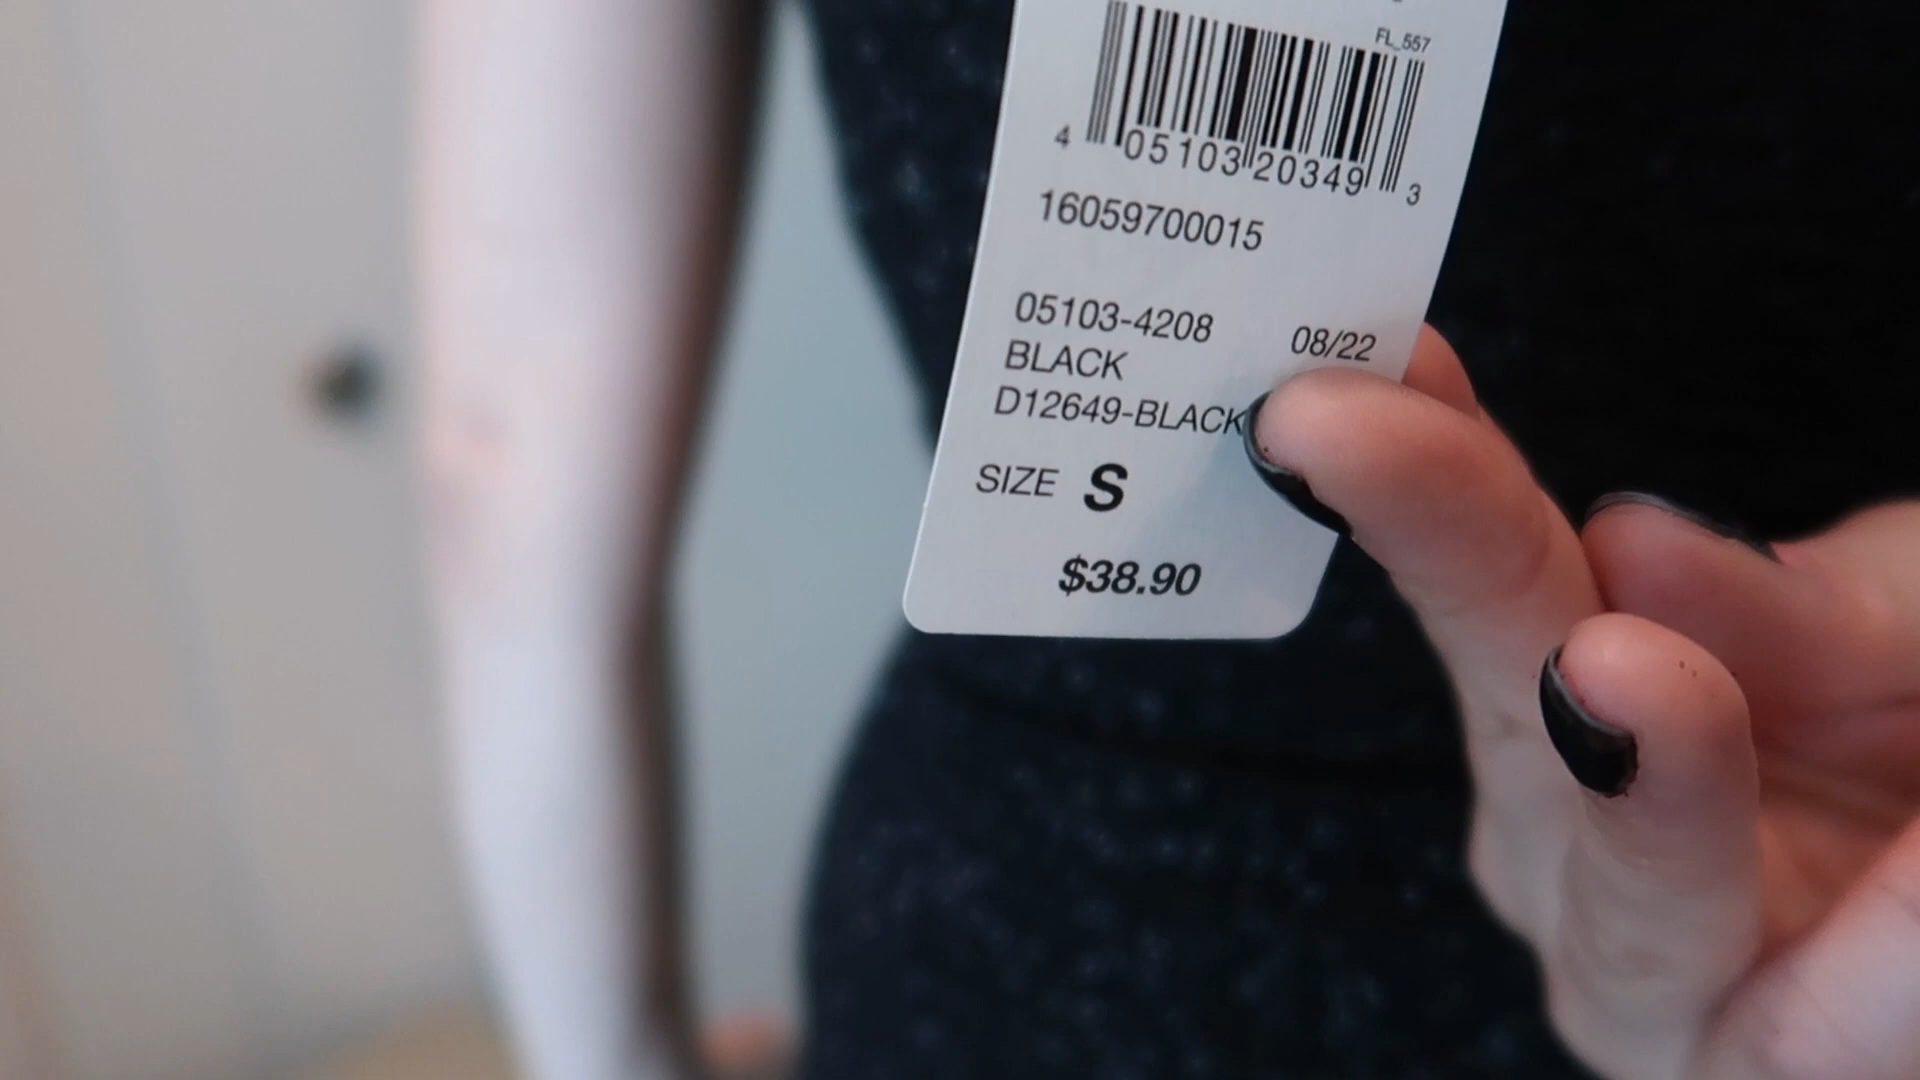 FL_557
4 05103 20349 3
16059700015
05103-4208 08/22
BLACK
D12649-BLACK
SIZE S
$38.90